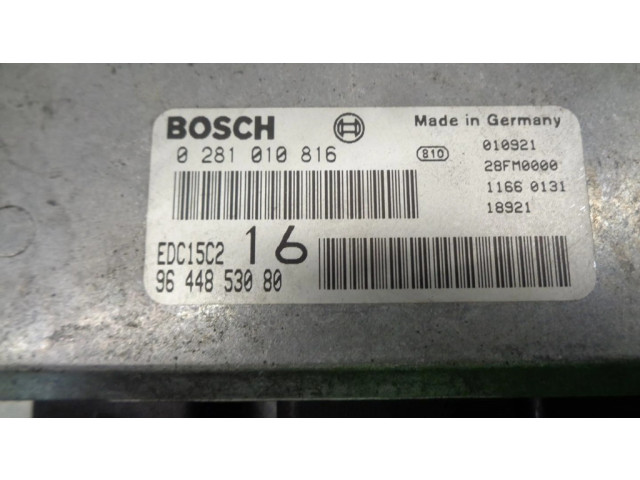 BOSCH
Made in Germany
0 281 010 816
810
010921
28FM0000
1166 0131
18921
EDC15C2 16
96 448 530 80